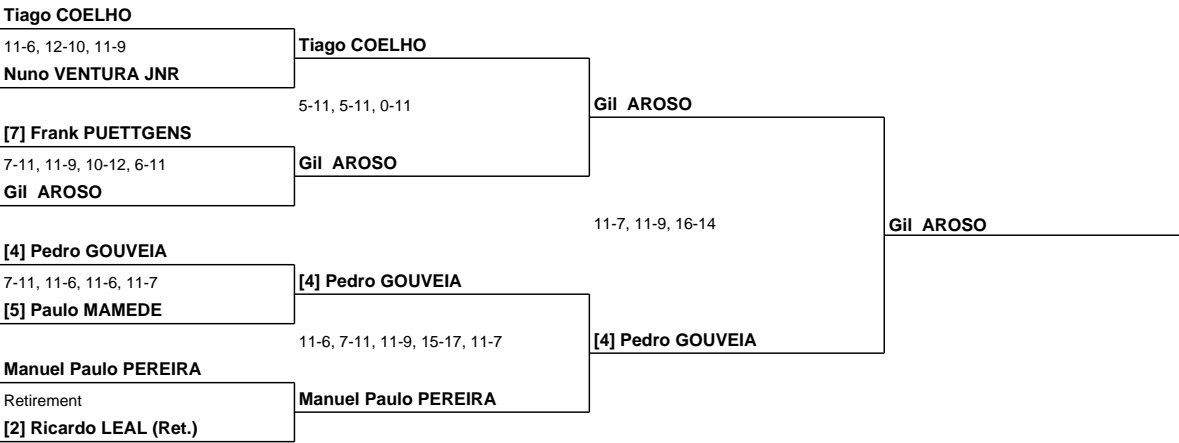 Tiago COELHO
11-6, 12-10, 11-9
Nuno VENTURA JNR
Tiago COELHO
5-11, 5-11, 0-11
[7] Frank PUETTGENS
7-11, 11-9, 10-12, 6-11
Gil AROSO
Gil AROSO
Gil AROSO
11-7, 11-9, 16-14
Gil AROSO
[4] Pedro GOUVEIA
7-11, 11-6, 11-6, 11-7
[5] Paulo MAMEDE
[4] Pedro GOUVEIA
11-6, 7-11, 11-9, 15-17, 11-7
[4] Pedro GOUVEIA
Manuel Paulo PEREIRA
Retirement
[2] Ricardo LEAL (Ret.)
Manuel Paulo PEREIRA